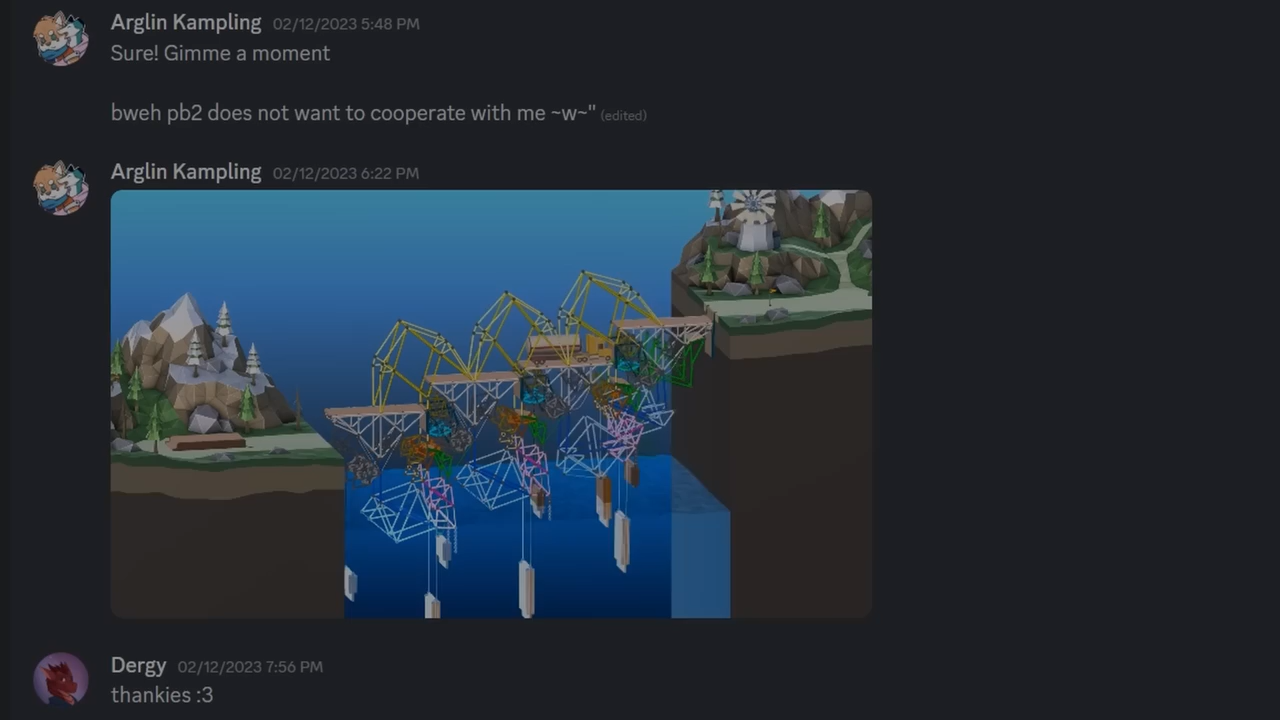 Arglin Kampling 02/12/2023 5:48 PM
Sure! Gimme a moment
bweh pb2 does not want to cooperate with me ~w~" (edited)
Arglin Kampling 02/12/2023 6:22 PM
Dergy 02/12/2023 7:56 PM
thankies :3